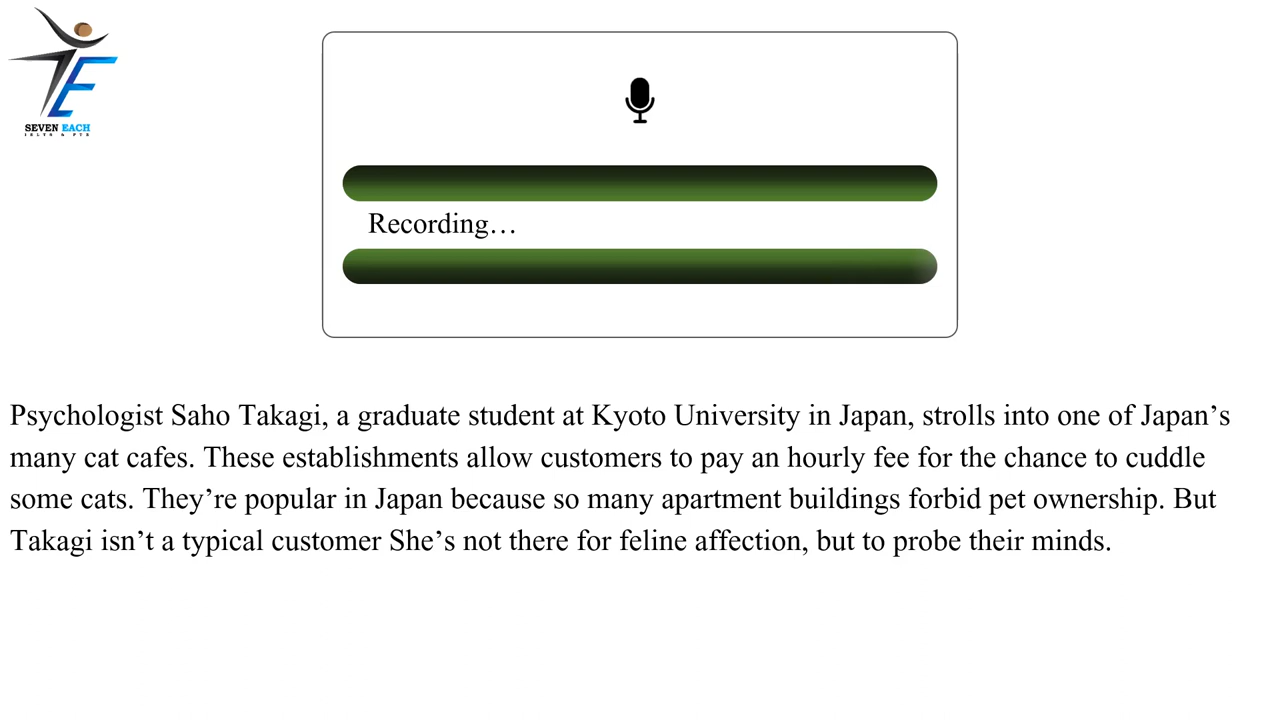 SEVEN EACH
IELTS & PTE
Recording…
Psychologist Saho Takagi, a graduate student at Kyoto University in Japan, strolls into one of Japan’s
many cat cafes. These establishments allow customers to pay an hourly fee for the chance to cuddle
some cats. They’re popular in Japan because so many apartment buildings forbid pet ownership. But
Takagi isn’t a typical customer She’s not there for feline affection, but to probe their minds.